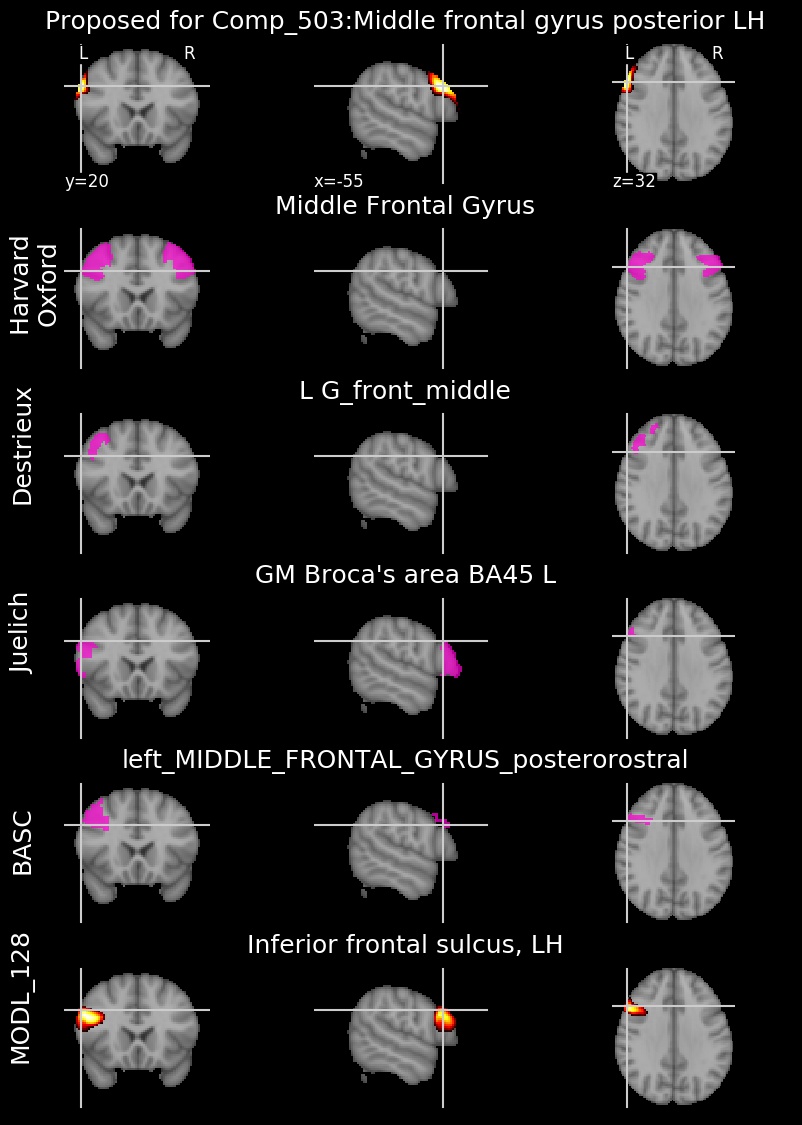 Proposed for Comp_503:Middle frontal gyrus posterior LH
L R L R
y=20 x=-55 z=32
Middle Frontal Gyrus
Harvard
Oxford
L G_front_middle
Destrieux
GM Broca's area BA45 L
Juelich
left_MIDDLE_FRONTAL_GYRUS_posterorostral
BASC
Inferior frontal sulcus, LH
MODL_128